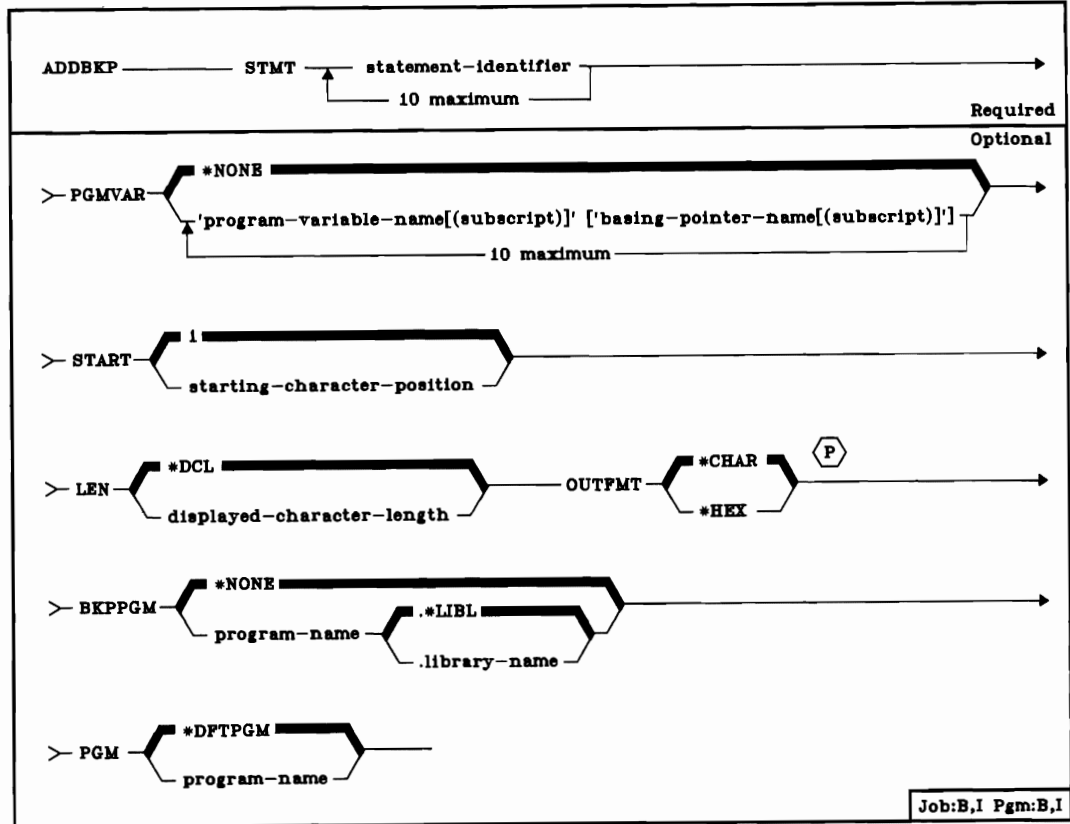 ADDBKP STMT statement-identifier
10 maximum
Required
Optional
*NONE
PGMVAR
'program-variable-name[(subscript)]' ['basing-pointer-name[(subscript)]']
10 maximum
1
START
starting-character-position
*DCL *CHAR P
LEN OUTFMT
displayed-character-length *HEX
*NONE
BKPPGM .*LIBL
program-name
.library-name
*DFTPGM
PGM
program-name
Job:B,I Pgm:B,I